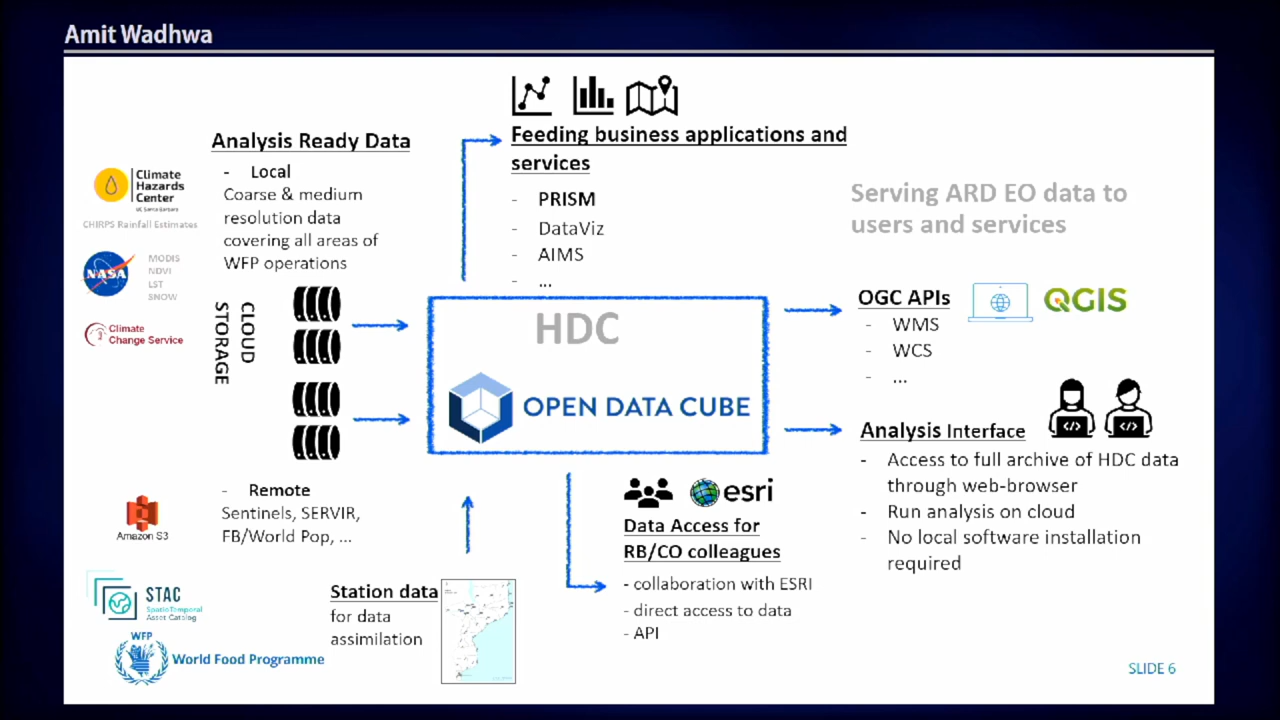 Amit Wadhwa
Analysis Ready Data
- Local
Coarse & medium
resolution data
covering all areas of
WFP operations
Climate
Hazards
Center
UC Santa Barbara
CHIRPS Rainfall Estimates
NASA
MODIS
NDVI
LST
SNOW
Climate
Change Service
CLOUD
STORAGE
- Remote
Sentinels, SERVIR,
FB/World Pop, ...
Amazon S3
STAC
SpatioTemporal
Asset Catalog
WFP
World Food Programme
Station data
for data
assimilation
Feeding business applications and
services
- PRISM
- DataViz
- AIMS
- ...
HDC
OPEN DATA CUBE
esri
Data Access for
RB/CO colleagues
- collaboration with ESRI
- direct access to data
- API
Serving ARD EO data to
users and services
OGC APIs
QGIS
- WMS
- WCS
- ...
</> </>
Analysis Interface
- Access to full archive of HDC data
through web-browser
- Run analysis on cloud
- No local software installation
required
SLIDE 6